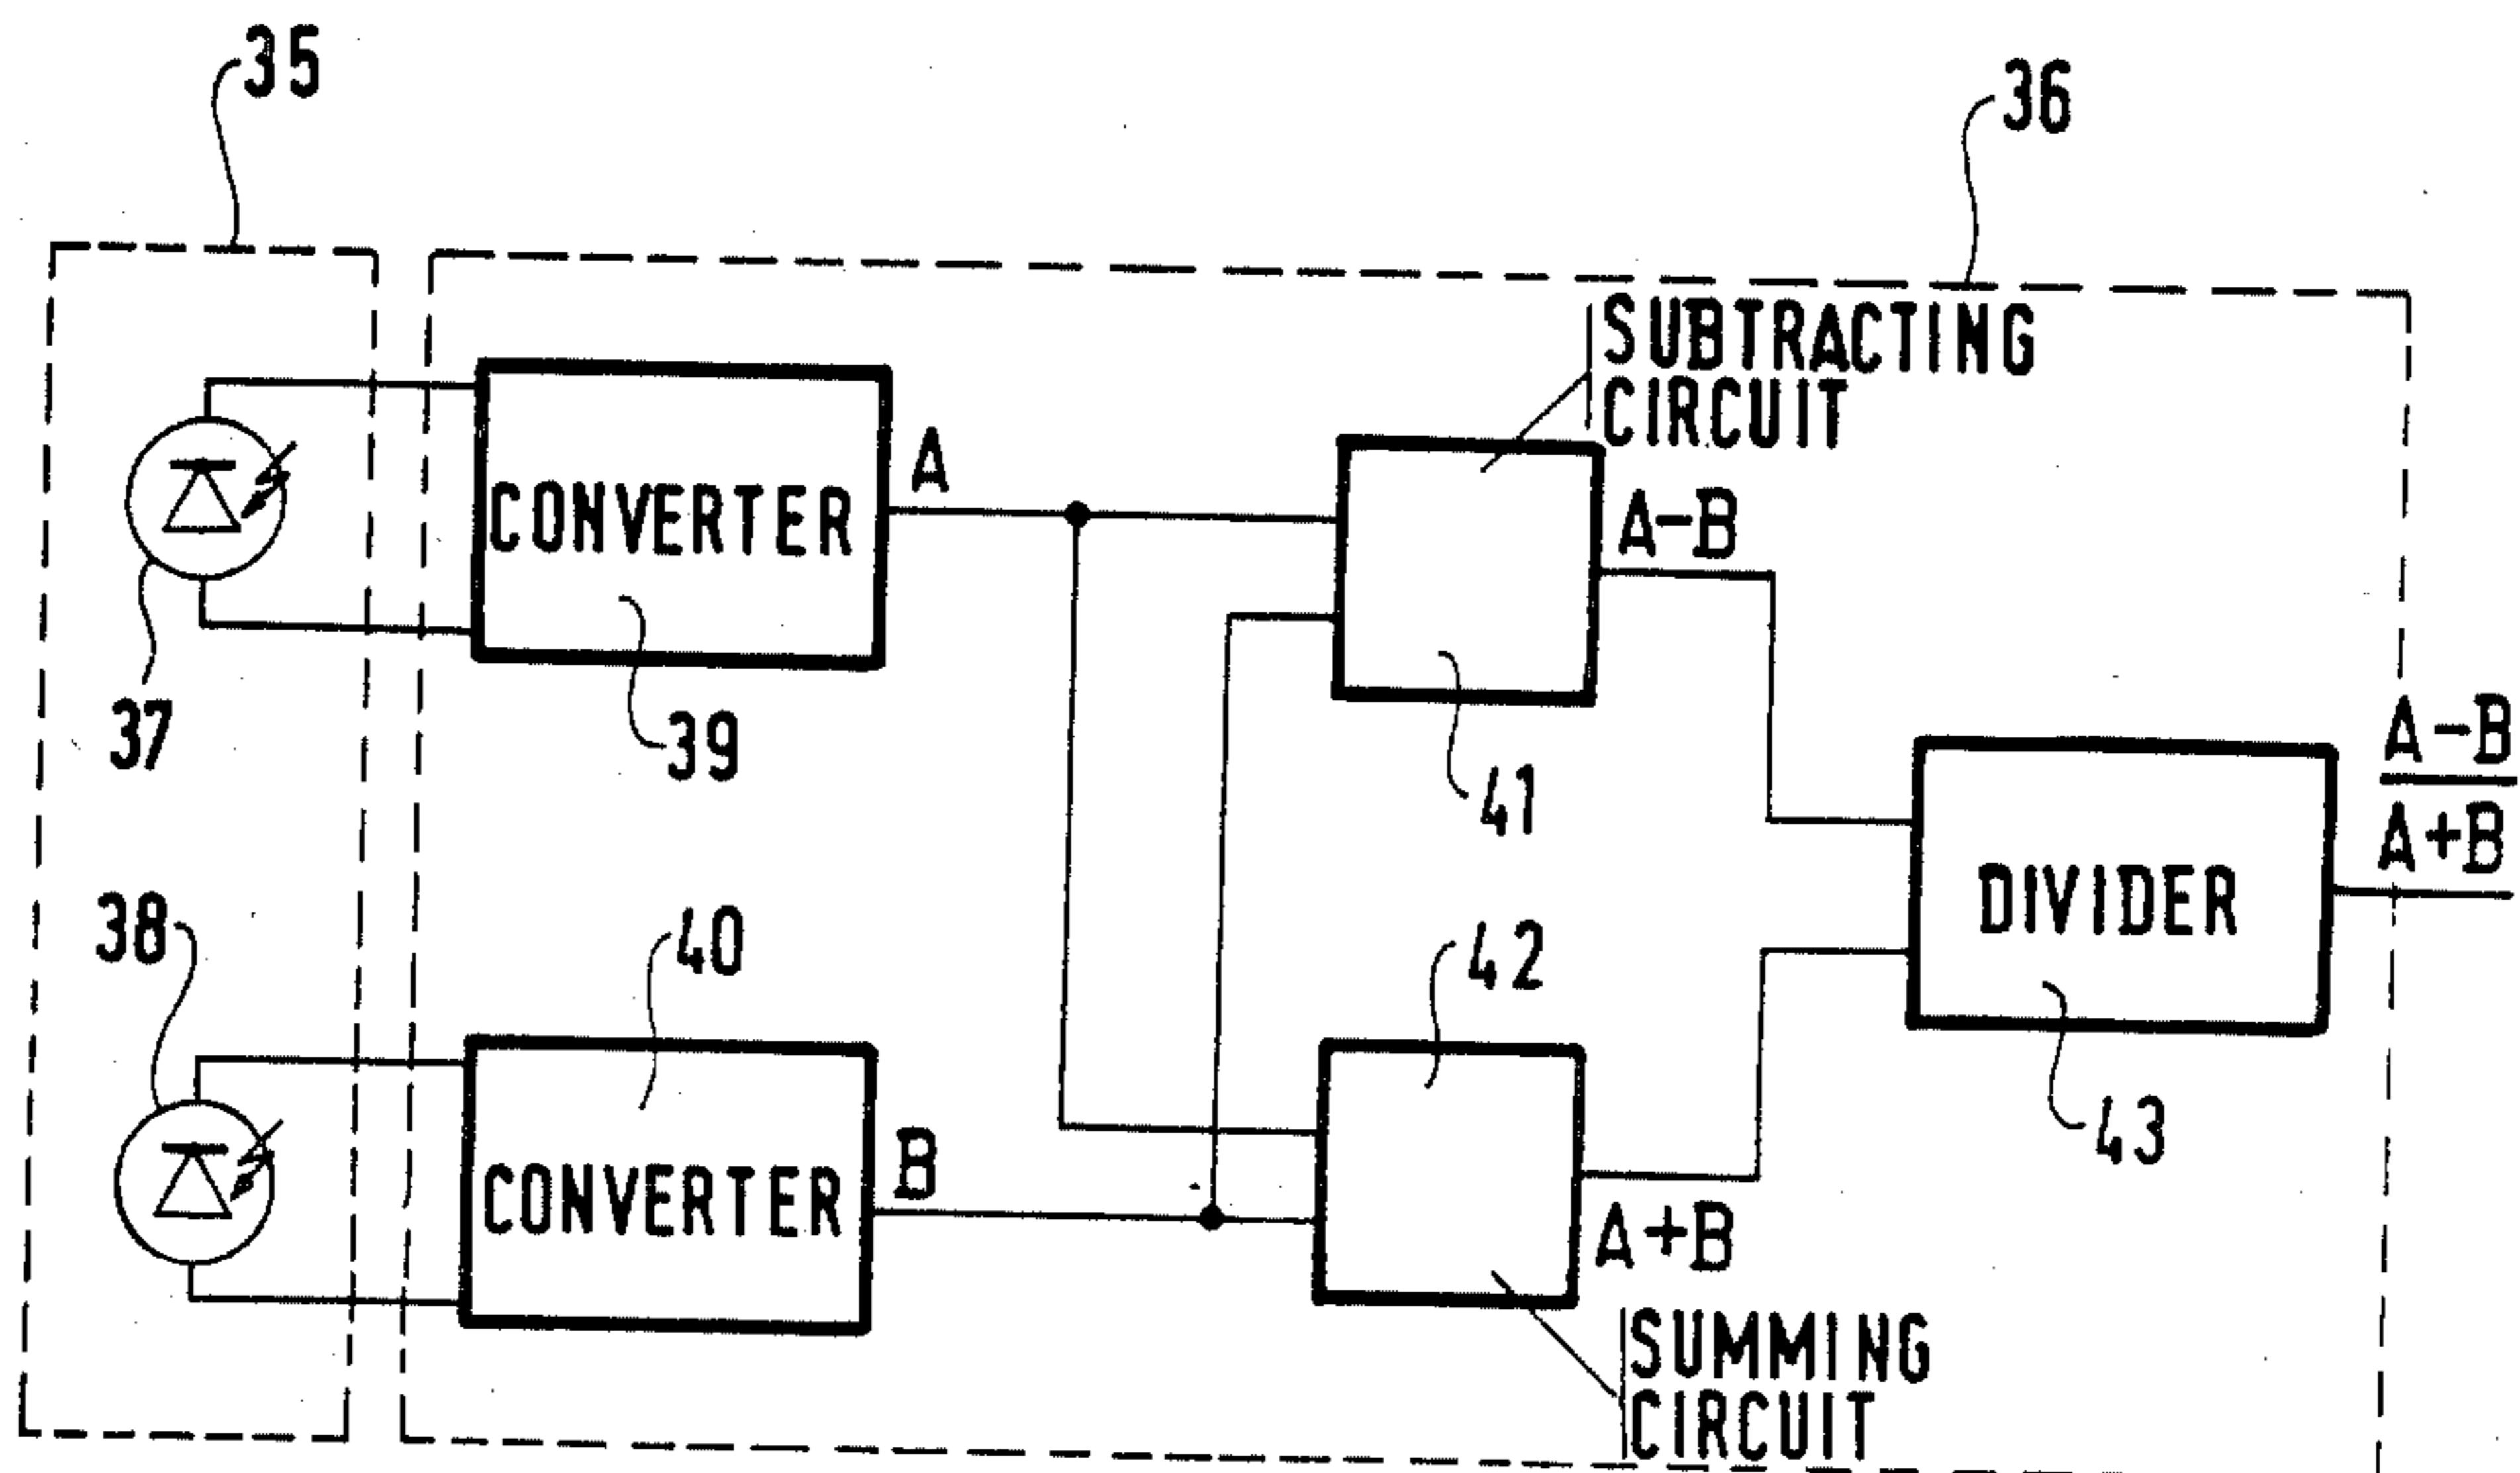 35
36
SUBTRACTING
CIRCUIT
CONVERTER
A
A-B
37
39
41
A-B
A+B
DIVIDER
38
40
42
43
CONVERTER
B
A+B
SUMMING
CIRCUIT